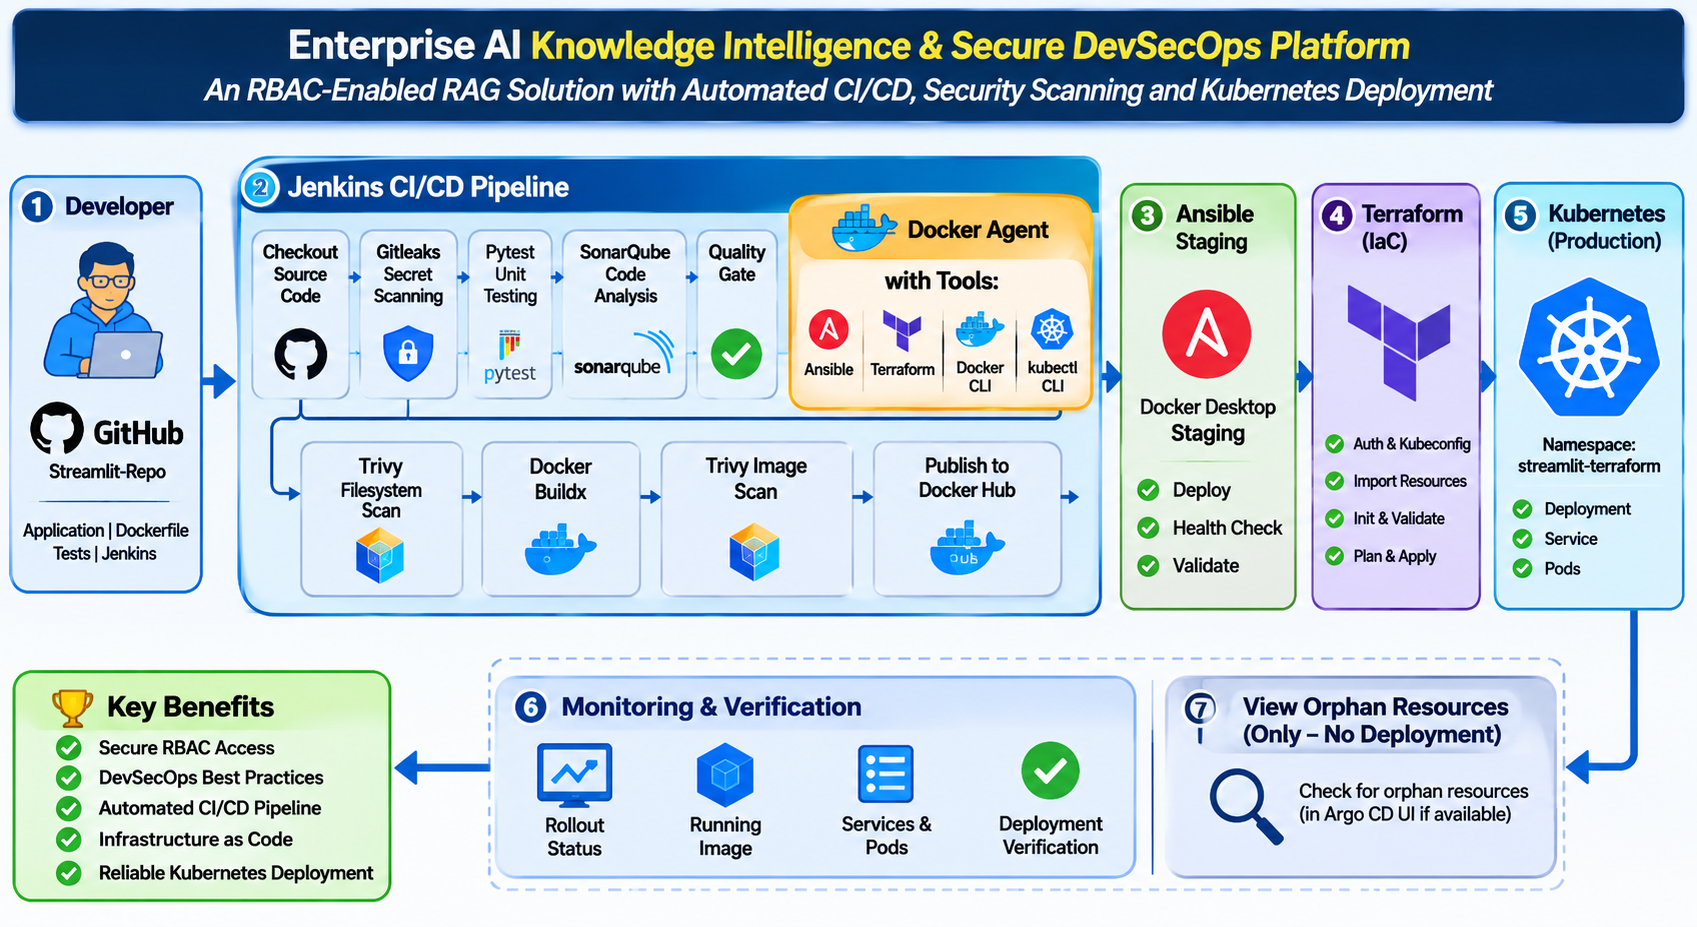 Enterprise AI Knowledge Intelligence & Secure DevSecOps Platform
An RBAC-Enabled RAG Solution with Automated CI/CD, Security Scanning and Kubernetes Deployment
1 Developer
GitHub
Streamlit-Repo
Application | Dockerfile
Tests | Jenkins
2 Jenkins CI/CD Pipeline
Checkout
Source
Code
Gitleaks
Secret
Scanning
Pytest
Unit
Testing
pytest
SonarQube
Code
Analysis
sonarqube
Quality
Gate
Docker Agent
with Tools:
Ansible
Terraform
Docker
CLI
kubectl
CLI
Trivy
Filesystem
Scan
Docker
Buildx
Trivy Image
Scan
Publish to
Docker Hub
3 Ansible
Staging
Docker Desktop
Staging
Deploy
Health Check
Validate
4 Terraform
(IaC)
Auth & Kubeconfig
Import Resources
Init & Validate
Plan & Apply
5 Kubernetes
(Production)
Namespace:
streamlit-terraform
Deployment
Service
Pods
Key Benefits
Secure RBAC Access
DevSecOps Best Practices
Automated CI/CD Pipeline
Infrastructure as Code
Reliable Kubernetes Deployment
6 Monitoring & Verification
Rollout
Status
Running
Image
Services &
Pods
Deployment
Verification
7 View Orphan Resources
(Only – No Deployment)
Check for orphan resources
(in Argo CD UI if available)